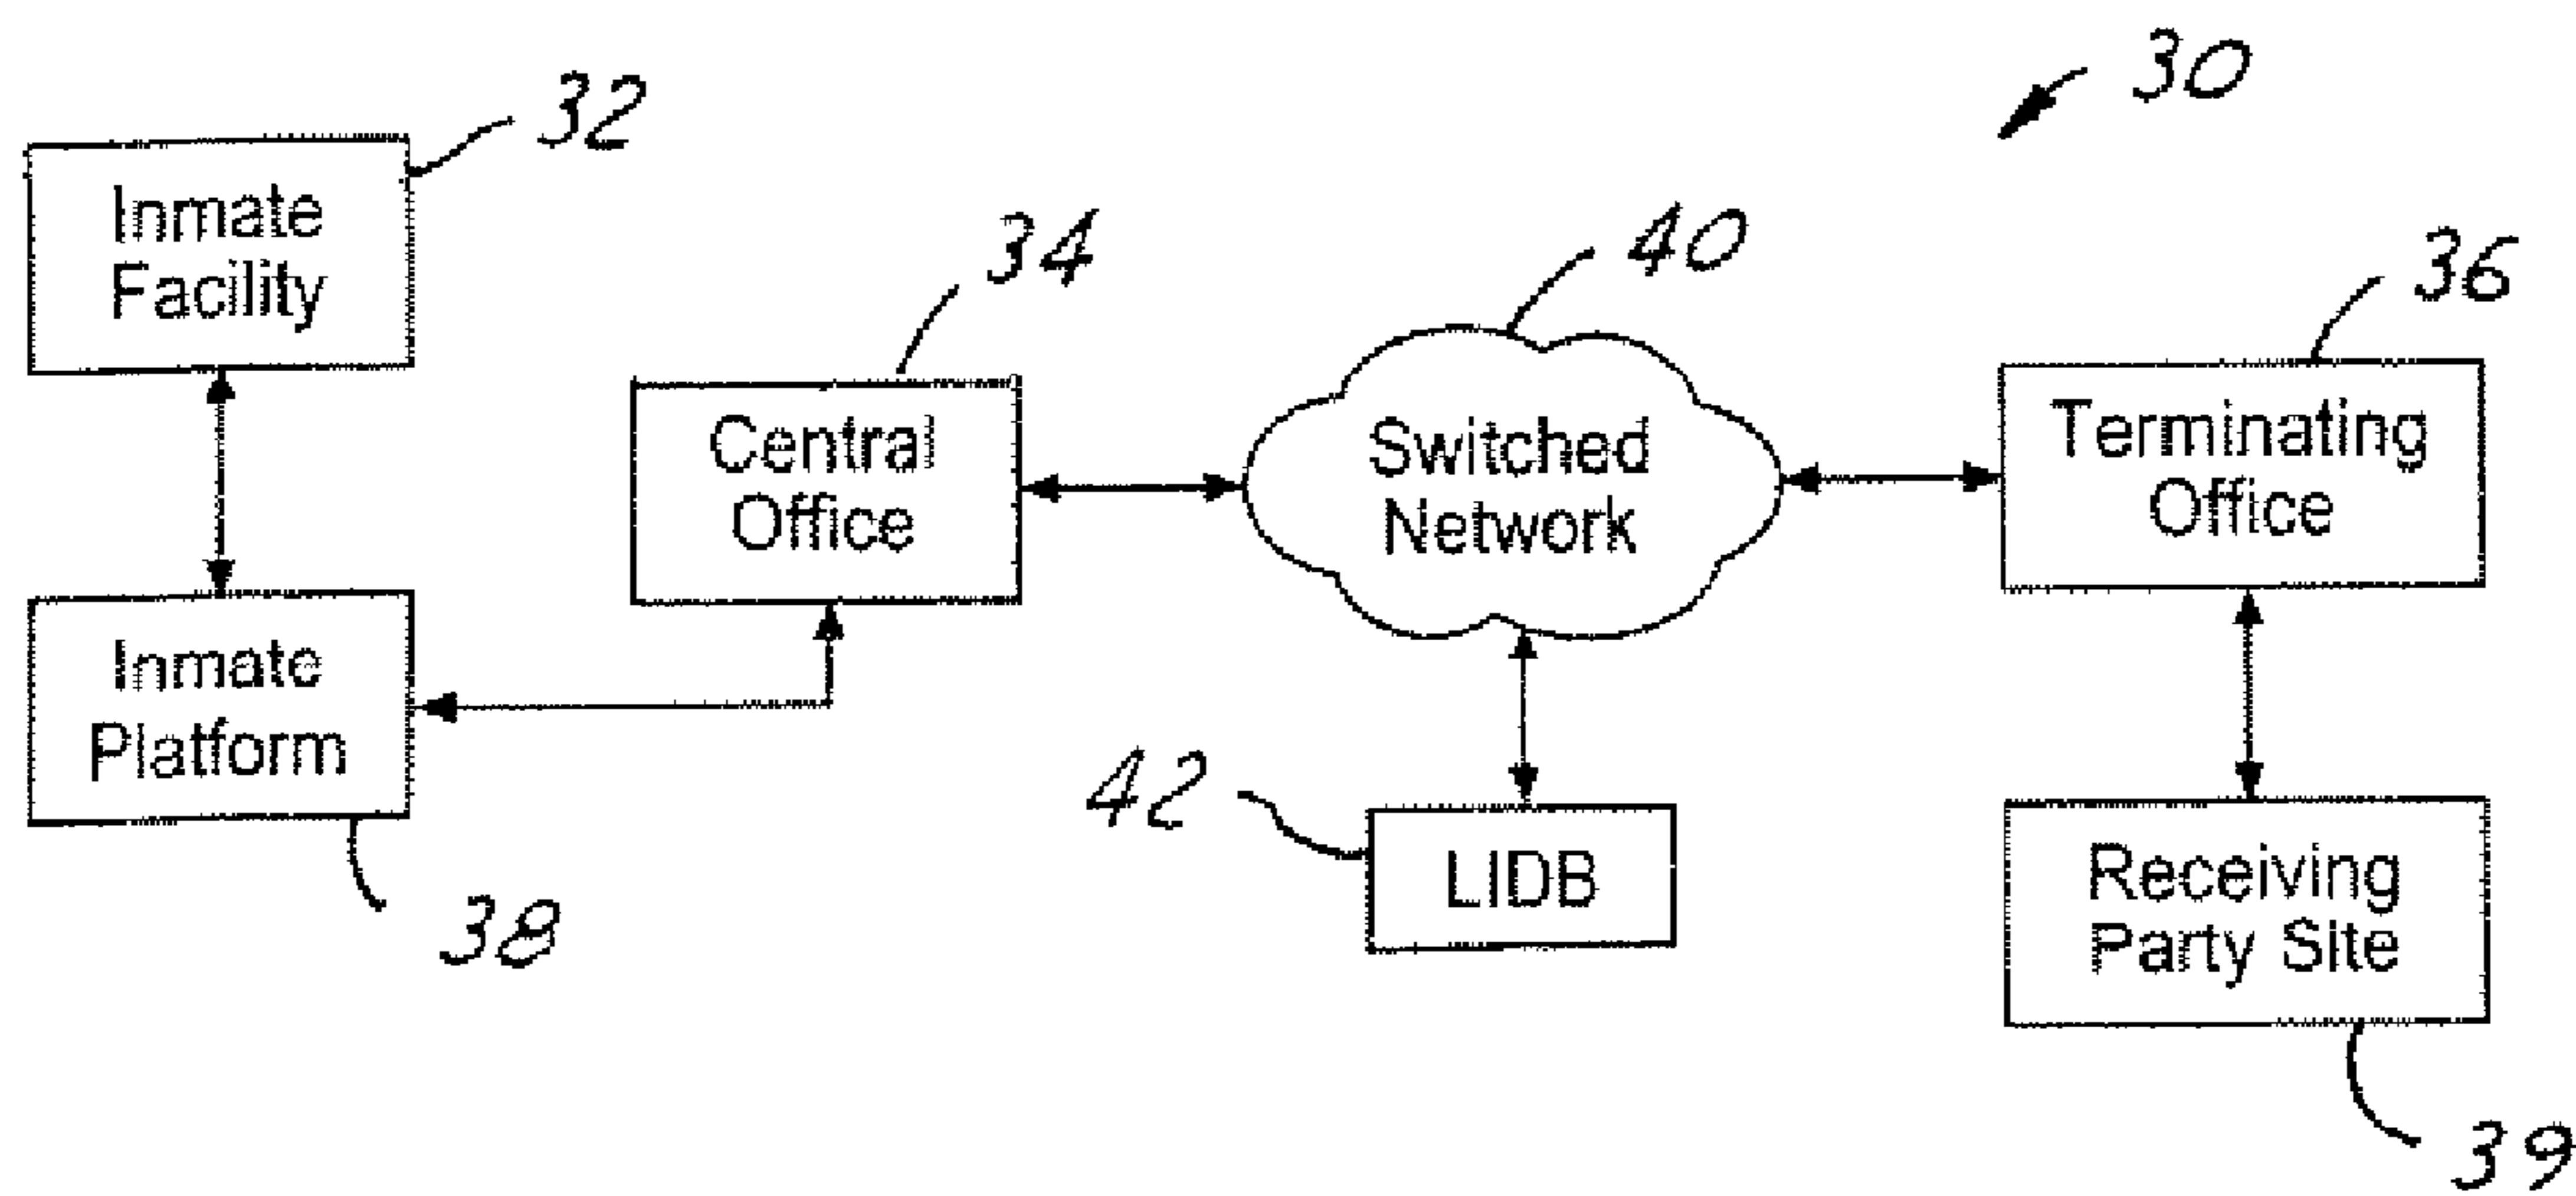 30
32
Inmate
Facility
34
Central
Office
40
Switched
Network
36
Terminating
Office
Inmate
Platform
38
42
LIDB
Receiving
Party Site
39